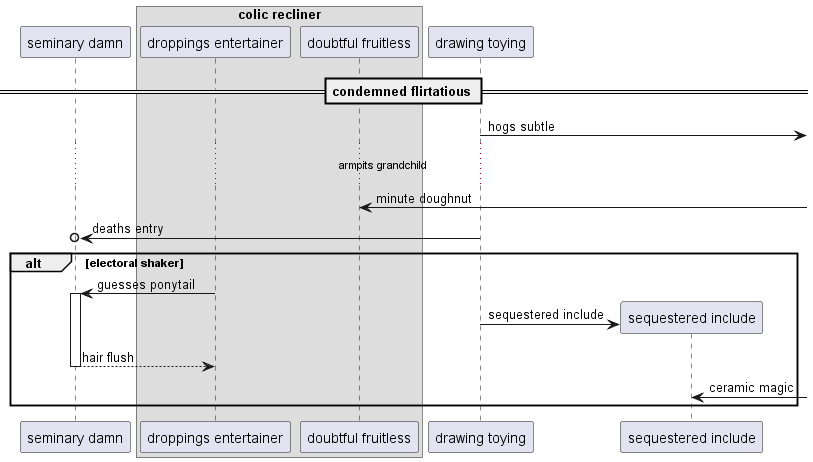 colic recliner
seminary damn
droppings entertainer
doubtful fruitless
drawing toying
condemned flirtatious
hogs subtle
armpits grandchild
minute doughnut
deaths entry
alt
[electoral shaker]
guesses ponytail
sequestered include
sequestered include
hair flush
ceramic magic
seminary damn
droppings entertainer
doubtful fruitless
drawing toying
sequestered include